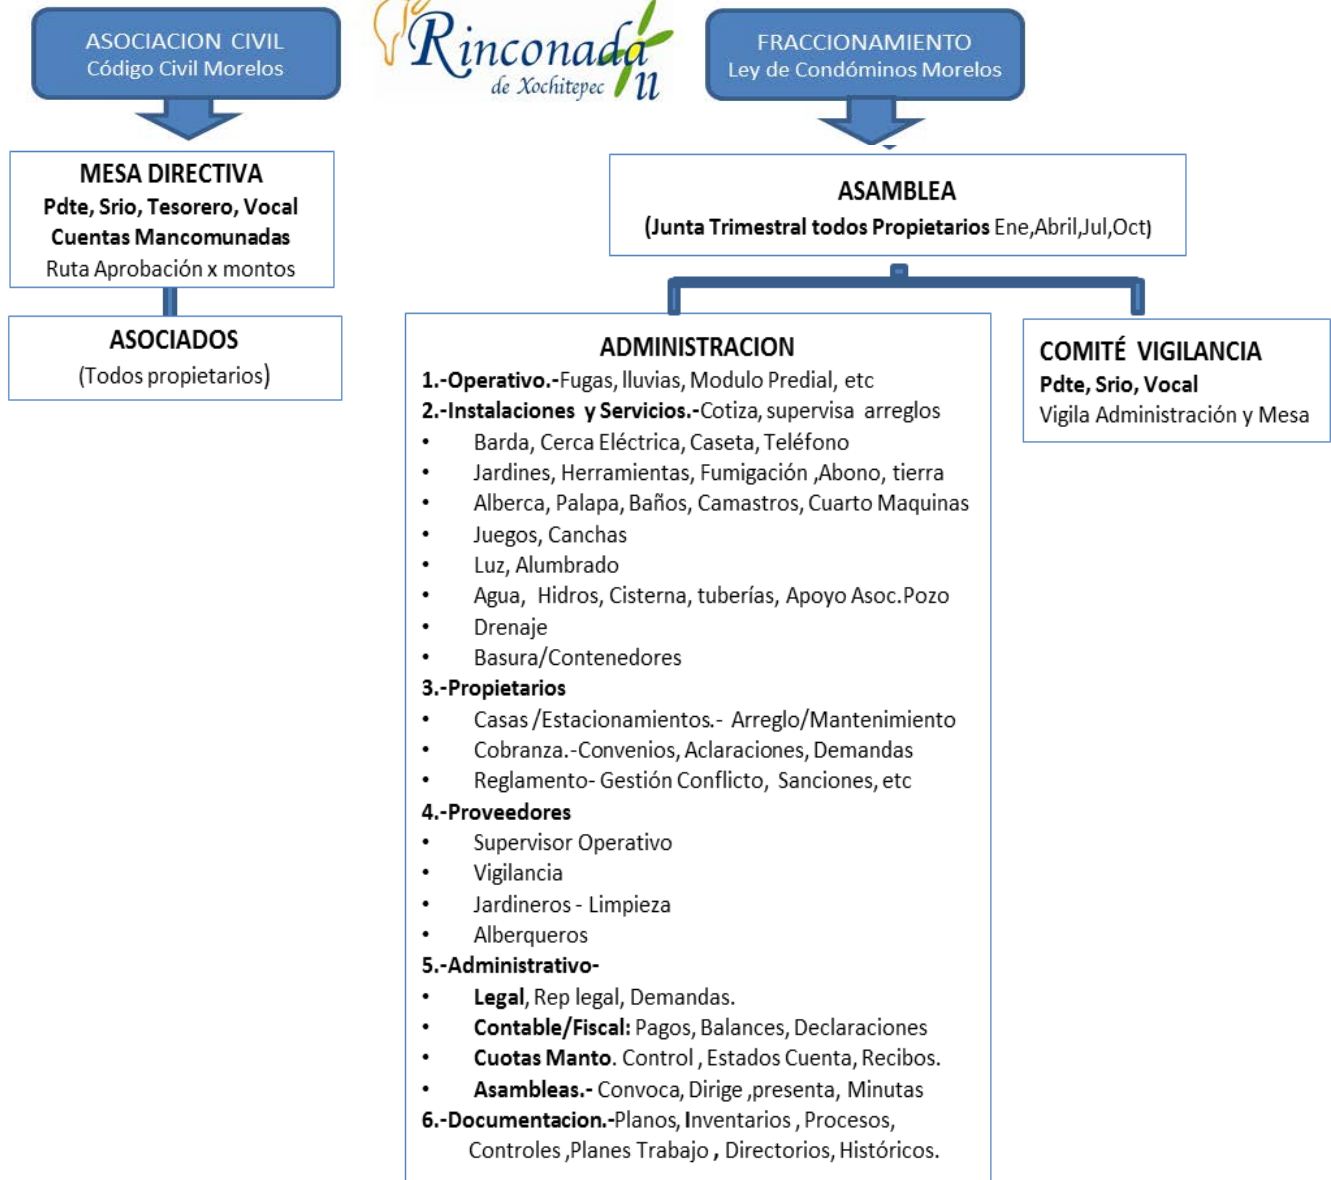 ASOCIACION CIVIL
Código Civil Morelos
Rinconada
de Xochitepec II
FRACCIONAMIENTO
Ley de Condóminos Morelos
MESA DIRECTIVA
Pdte, Srio, Tesorero, Vocal
Cuentas Mancomunadas
Ruta Aprobación x montos
ASOCIADOS
(Todos propietarios)
ASAMBLEA
(Junta Trimestral todos Propietarios Ene,Abril,Jul,Oct)
ADMINISTRACION
1.-Operativo.-Fugas, lluvias, Modulo Predial, etc
2.-Instalaciones y Servicios.-Cotiza, supervisa arreglos
• Barda, Cerca Eléctrica, Caseta, Teléfono
• Jardines, Herramientas, Fumigación ,Abono, tierra
• Alberca, Palapa, Baños, Camastros, Cuarto Maquinas
• Juegos, Canchas
• Luz, Alumbrado
• Agua, Hidros, Cisterna, tuberías, Apoyo Asoc.Pozo
• Drenaje
• Basura/Contenedores
3.-Propietarios
• Casas /Estacionamientos.- Arreglo/Mantenimiento
• Cobranza.-Convenios, Aclaraciones, Demandas
• Reglamento- Gestión Conflicto, Sanciones, etc
4.-Proveedores
• Supervisor Operativo
• Vigilancia
• Jardineros - Limpieza
• Alberqueros
5.-Administrativo-
• Legal, Rep legal, Demandas.
• Contable/Fiscal: Pagos, Balances, Declaraciones
• Cuotas Manto. Control , Estados Cuenta, Recibos.
• Asambleas.- Convoca, Dirige ,presenta, Minutas
6.-Documentacion.-Planos, Inventarios , Procesos,
Controles ,Planes Trabajo , Directorios, Históricos.
COMITÉ VIGILANCIA
Pdte, Srio, Vocal
Vigila Administración y Mesa